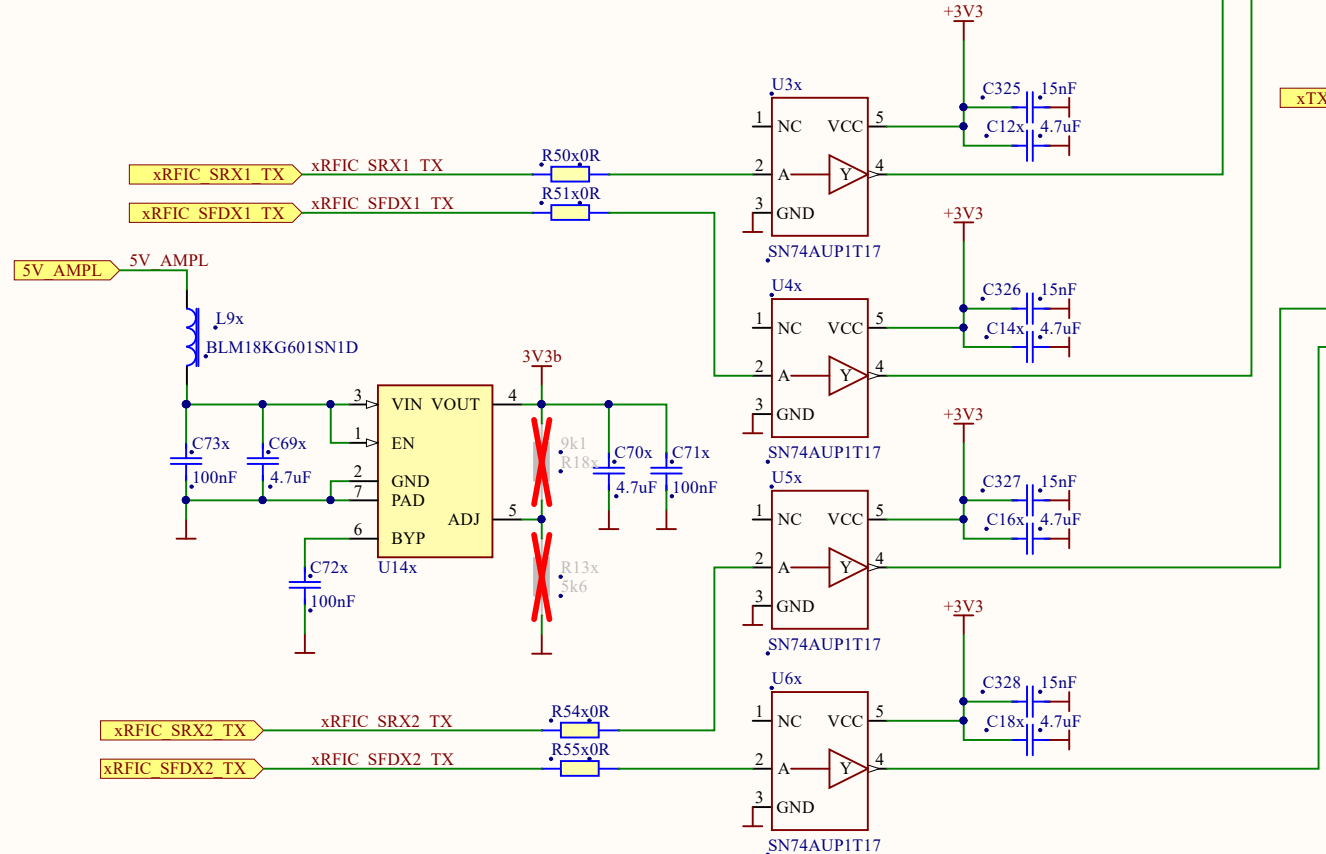 +3V3
U3x
C325 15nF
xTX
1 NC VCC 5
C12x 4.7uF
R50x0R
xRFIC_SRX1_TX xRFIC_SRX1_TX
2 A Y 4
R51x0R
xRFIC_SFDX1_TX xRFIC_SFDX1_TX
3 GND
+3V3
SN74AUP1T17
5V_AMPL 5V_AMPL
U4x
C326 15nF
L9x
1 NC VCC 5
C14x 4.7uF
BLM18KG601SN1D
3V3b
2 A Y 4
3 VIN VOUT 4
3 GND
+3V3
1 EN
9k1
R18x
C73x C69x
C70x C71x
SN74AUP1T17
100nF 4.7uF
2 GND
7 PAD
4.7uF 100nF
U5x
C327 15nF
ADJ 5
1 NC VCC 5
C16x 4.7uF
6 BYP
U14x
2 A Y 4
C72x
100nF
R13x
5k6
3 GND
+3V3
SN74AUP1T17
U6x
C328 15nF
R54x0R
xRFIC_SRX2_TX xRFIC_SRX2_TX
1 NC VCC 5
C18x 4.7uF
R55x0R
xRFIC_SFDX2_TX xRFIC_SFDX2_TX
2 A Y 4
3 GND
SN74AUP1T17